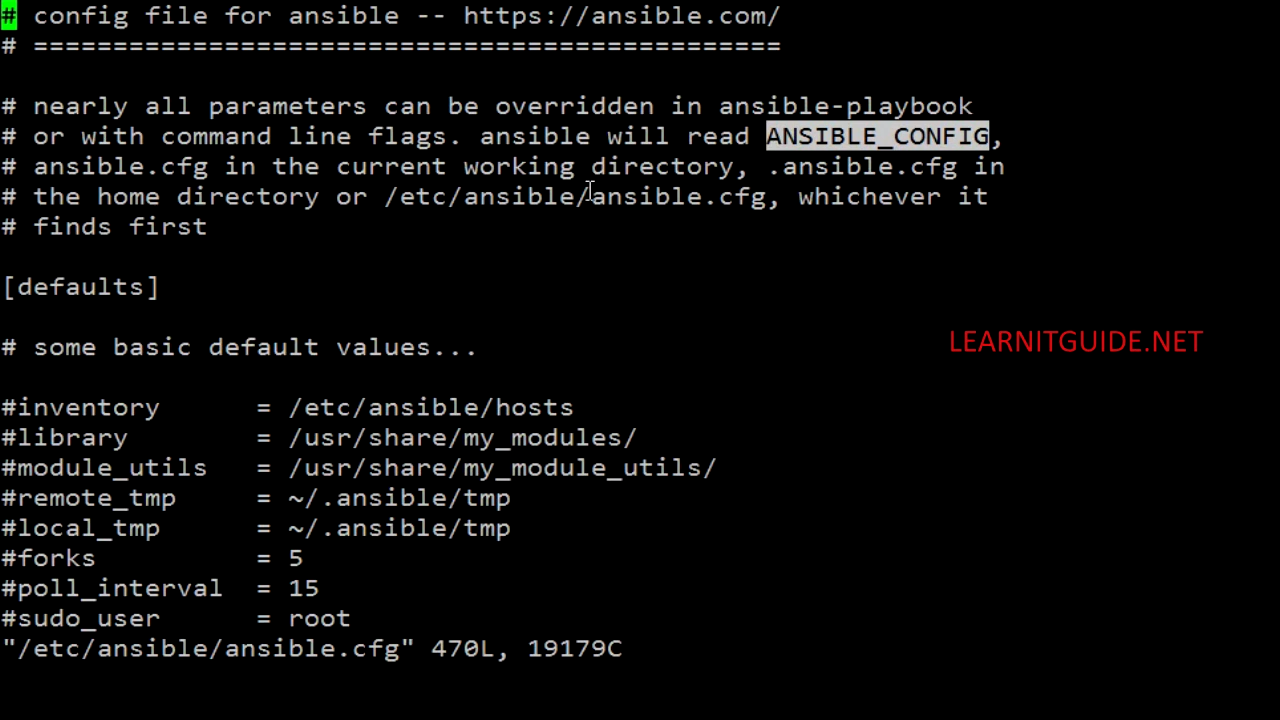 # config file for ansible -- https://ansible.com/
# ===============================================
# nearly all parameters can be overridden in ansible-playbook
# or with command line flags. ansible will read ANSIBLE_CONFIG,
# ansible.cfg in the current working directory, .ansible.cfg in
# the home directory or /etc/ansible/ansible.cfg, whichever it
# finds first
[defaults]
# some basic default values...
LEARNITGUIDE.NET
#inventory      = /etc/ansible/hosts
#library        = /usr/share/my_modules/
#module_utils   = /usr/share/my_module_utils/
#remote_tmp     = ~/.ansible/tmp
#local_tmp      = ~/.ansible/tmp
#forks          = 5
#poll_interval  = 15
#sudo_user      = root
"/etc/ansible/ansible.cfg" 470L, 19179C